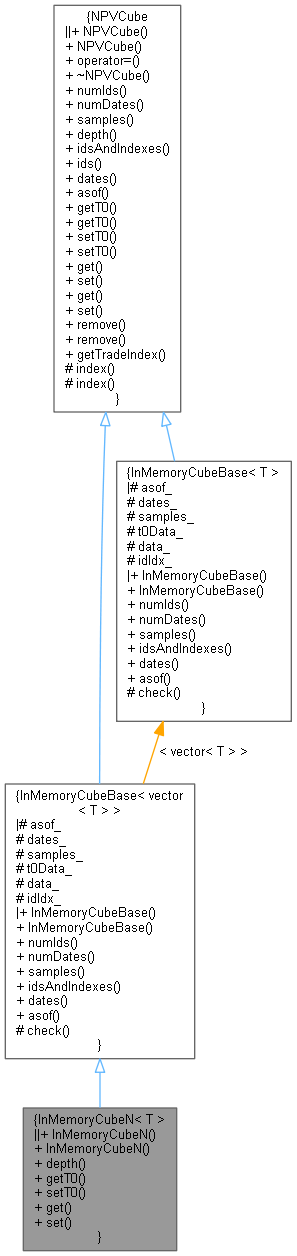 {NPVCube
||+ NPVCube()
+ NPVCube()
+ operator=()
+ ~NPVCube()
+ numIds()
+ numDates()
+ samples()
+ depth()
+ idsAndIndexes()
+ ids()
+ dates()
+ asof()
+ getT0()
+ getT0()
+ setT0()
+ setT0()
+ get()
+ set()
+ get()
+ set()
+ remove()
+ remove()
+ getTradeIndex()
# index()
# index()
}
{InMemoryCubeBase< T >
|# asof_
# dates_
# samples_
# t0Data_
# data_
# idIdx_
|+ InMemoryCubeBase()
+ InMemoryCubeBase()
+ numIds()
+ numDates()
+ samples()
+ idsAndIndexes()
+ dates()
+ asof()
# check()
}
< vector< T > >
{InMemoryCubeBase< vector
< T > >
|# asof_
# dates_
# samples_
# t0Data_
# data_
# idIdx_
|+ InMemoryCubeBase()
+ InMemoryCubeBase()
+ numIds()
+ numDates()
+ samples()
+ idsAndIndexes()
+ dates()
+ asof()
# check()
}
{InMemoryCubeN< T >
||+ InMemoryCubeN()
+ InMemoryCubeN()
+ depth()
+ getT0()
+ setT0()
+ get()
+ set()
}